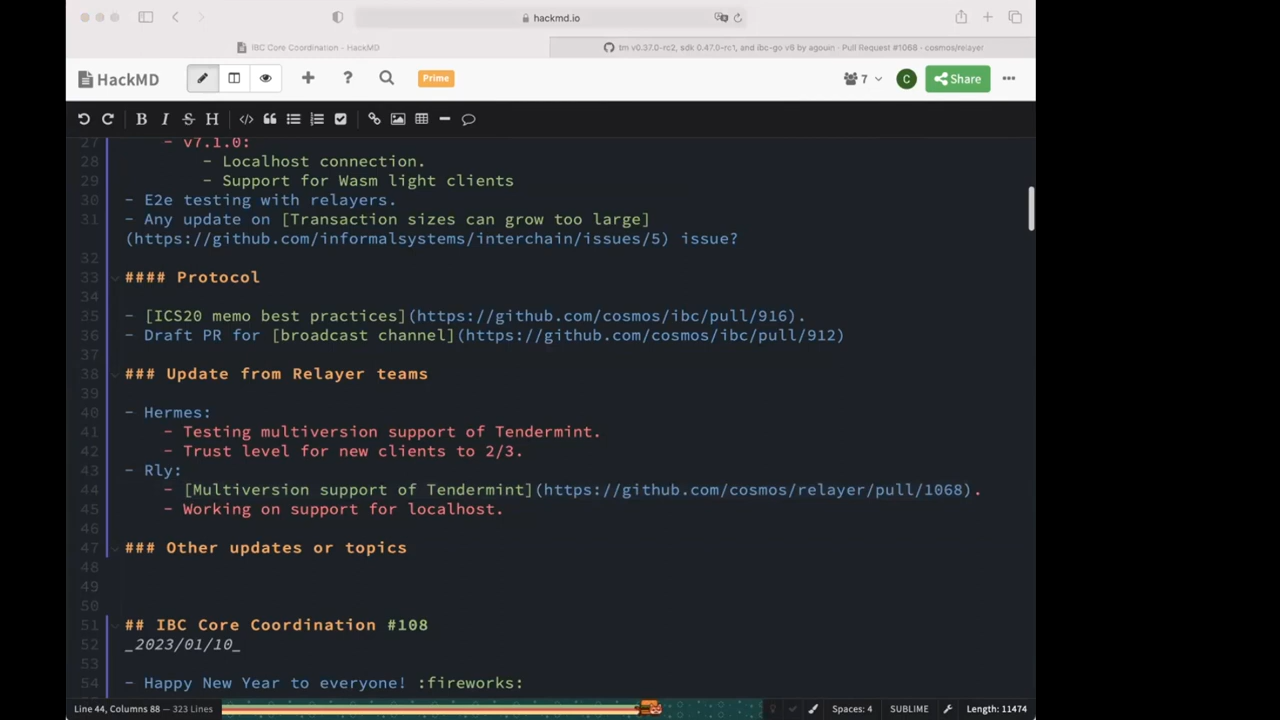 hackmd.io
IBC Core Coordination - HackMD
tm v0.37.0-rc2, sdk 0.47.0-rc1, and ibc-go v6 by agouin · Pull Request #1068 · cosmos/relayer
HackMD
Prime
7
C
Share
27 - v7.1.0:
28 - Localhost connection.
29 - Support for Wasm light clients
30 - E2e testing with relayers.
31 - Any update on [Transaction sizes can grow too large]
(https://github.com/informalsystems/interchain/issues/5) issue?
32
33 #### Protocol
34
35 - [ICS20 memo best practices](https://github.com/cosmos/ibc/pull/916).
36 - Draft PR for [broadcast channel](https://github.com/cosmos/ibc/pull/912)
37
38 ### Update from Relayer teams
39
40 - Hermes:
41 - Testing multiversion support of Tendermint.
42 - Trust level for new clients to 2/3.
43 - Rly:
44 - [Multiversion support of Tendermint](https://github.com/cosmos/relayer/pull/1068).
45 - Working on support for localhost.
46
47 ### Other updates or topics
48
49
50
51 ## IBC Core Coordination #108
52 _2023/01/10_
53
54 - Happy New Year to everyone! :fireworks:
Line 44, Columns 88 — 323 Lines
Spaces: 4
SUBLIME
Length: 11474